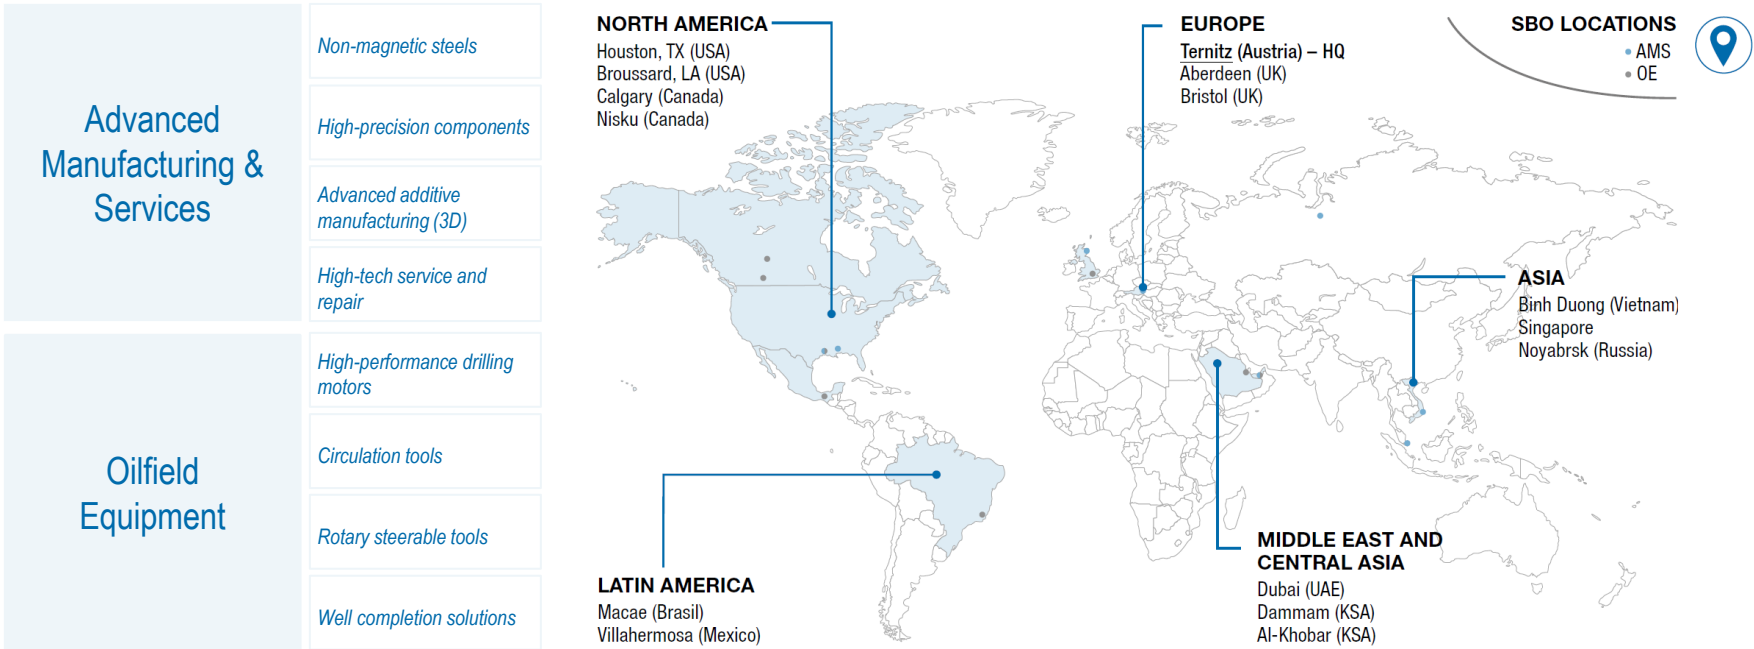 Advanced
Manufacturing &
Services
Non-magnetic steels
High-precision components
Advanced additive
manufacturing (3D)
High-tech service and
repair
Oilfield
Equipment
High-performance drilling
motors
Circulation tools
Rotary steerable tools
Well completion solutions
NORTH AMERICA
Houston, TX (USA)
Broussard, LA (USA)
Calgary (Canada)
Nisku (Canada)
EUROPE
Ternitz (Austria) – HQ
Aberdeen (UK)
Bristol (UK)
SBO LOCATIONS
AMS
OE
ASIA
Binh Duong (Vietnam)
Singapore
Noyabrsk (Russia)
LATIN AMERICA
Macae (Brasil)
Villahermosa (Mexico)
MIDDLE EAST AND
CENTRAL ASIA
Dubai (UAE)
Dammam (KSA)
Al-Khobar (KSA)